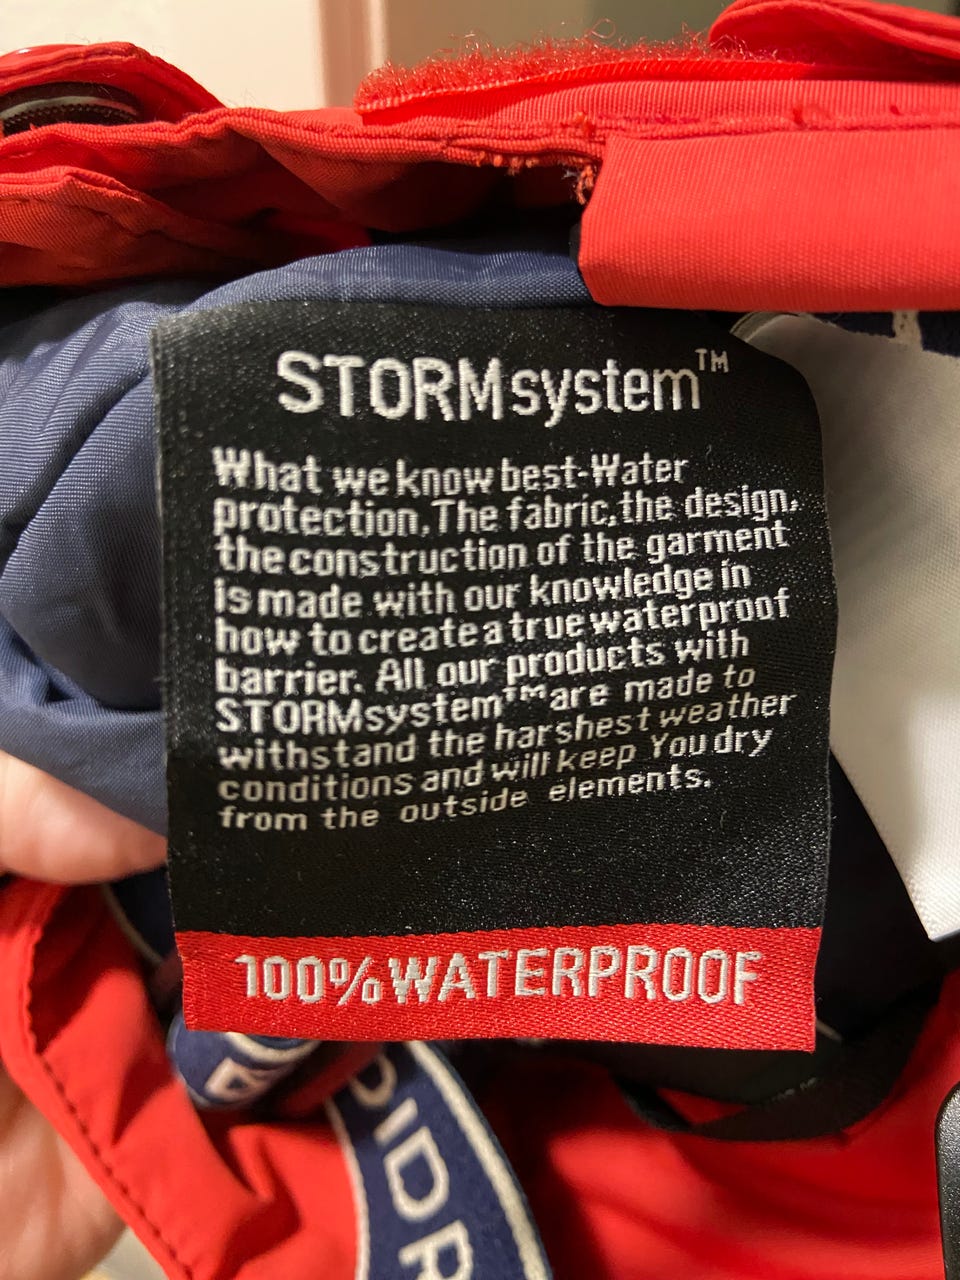 STORMsystem™
What we know best-Water
protection.The fabric,the design,
the construction of the garment
is made with our knowledge in
how to create a true waterproof
barrier. All our products with
STORMsystem™ are made to
withstand the harshest weather
conditions and will keep You dry
from the outside elements.
100% WATERPROOF
DIDR